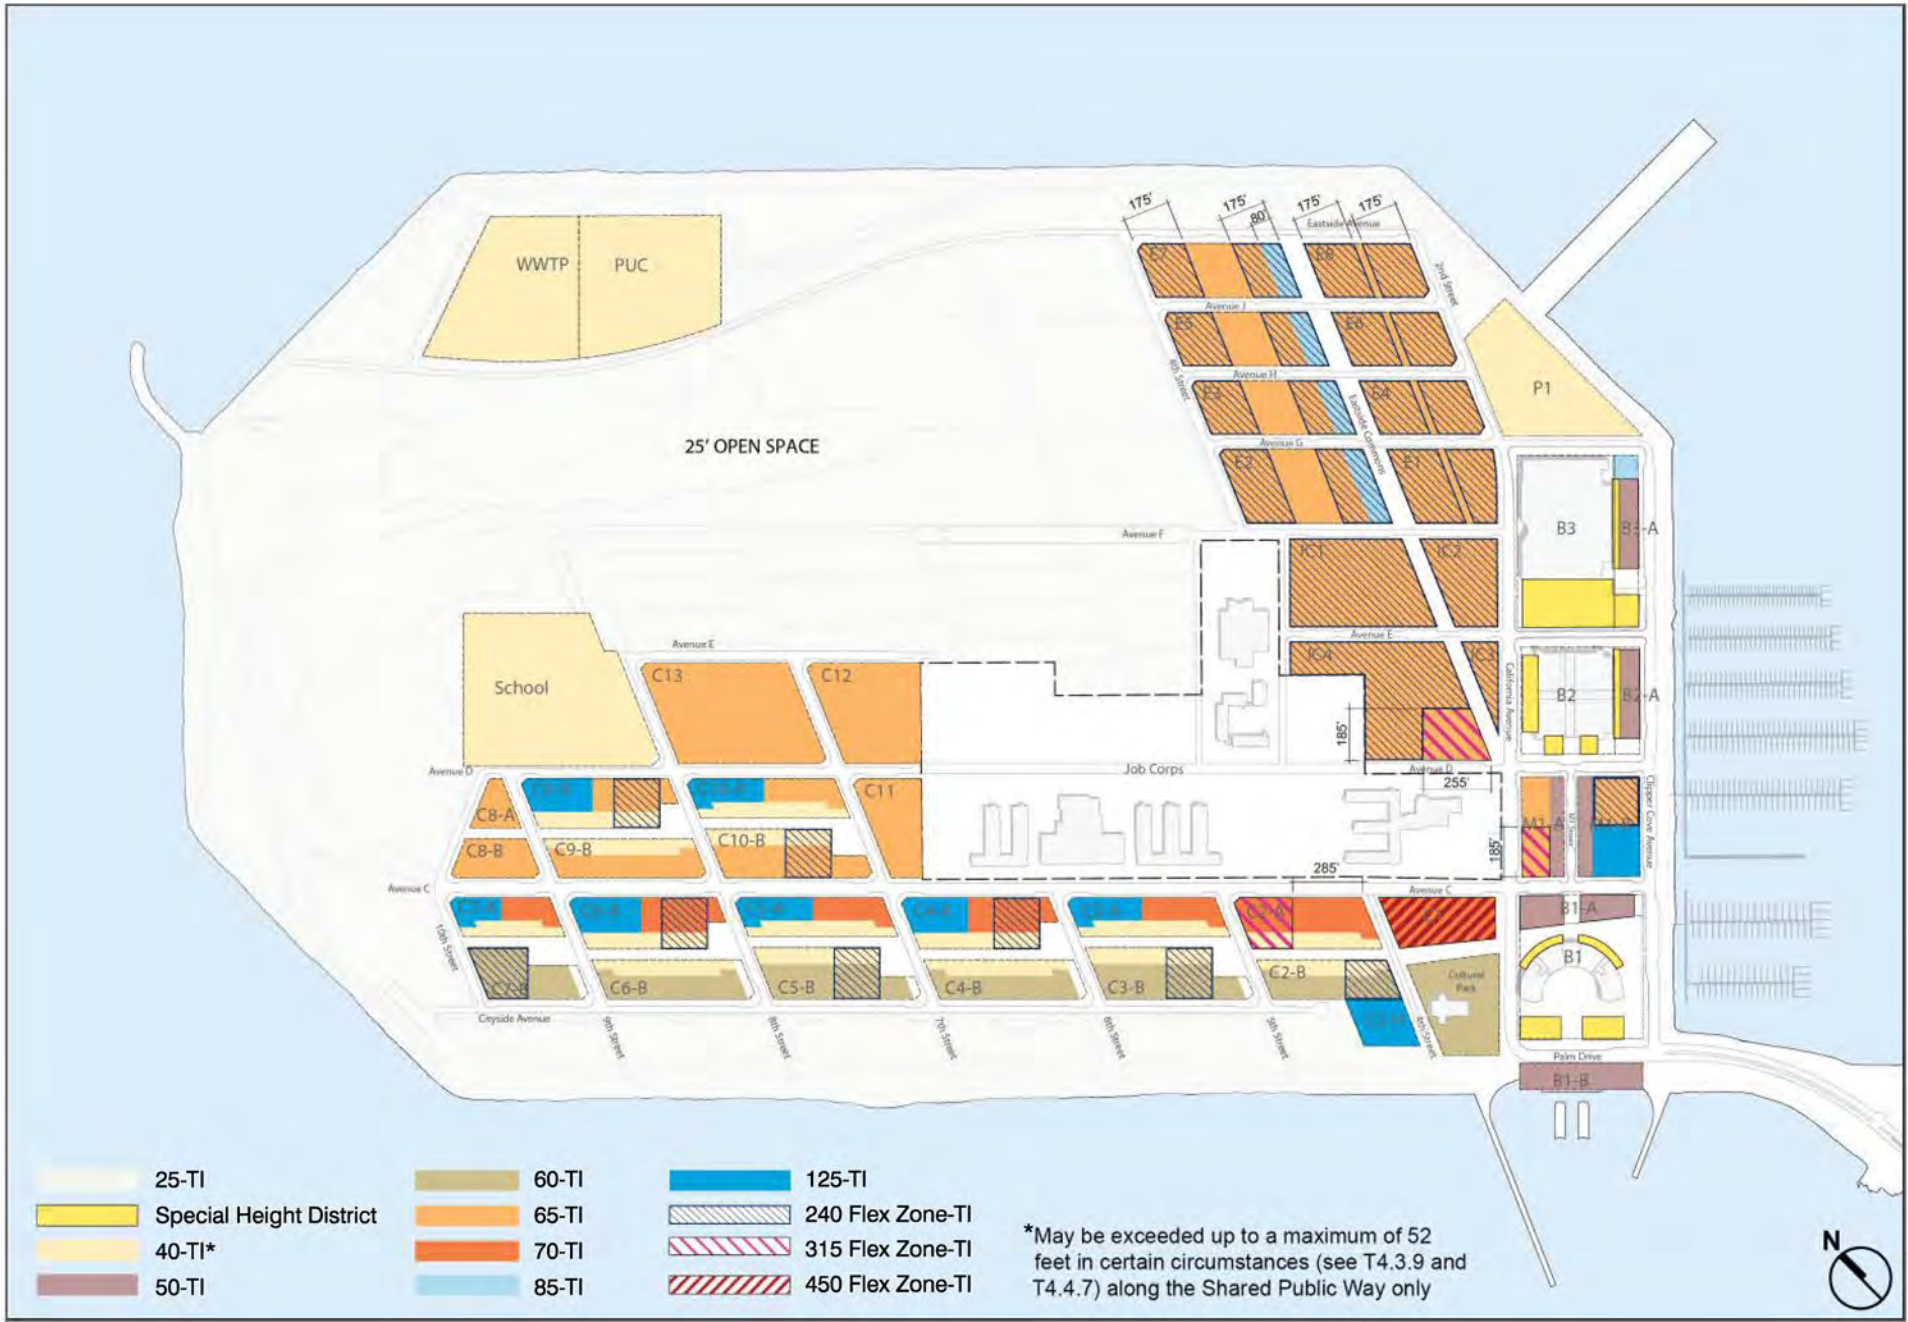 175'
175'
80'
175'
175'
Eastside Avenue
WWTP
PUC
E7
E8
2nd Street
Avenue J
E5
E6
4th Street
Avenue H
E3
E4
P1
Eastside Commons
25' OPEN SPACE
Avenue G
E2
E1
B3
B3-A
Avenue F
IC1
IC2
Avenue E
Avenue E
IC4
IC3
School
C13
C12
California Avenue
B2
B2-A
185'
Avenue D
Job Corps
Avenue D
255'
C8-A
C11
M1-A
Clipper Cove Avenue
C8-B
C9-B
C10-B
185'
285'
Avenue C
Avenue C
C2-A
B1-A
10th Street
B1
C7-B
C6-B
C5-B
C4-B
C3-B
C2-B
Cultural
Park
Cityside Avenue
9th Street
8th Street
7th Street
6th Street
5th Street
4th Street
Palm Drive
B1-B
25-TI
Special Height District
40-TI*
50-TI
60-TI
65-TI
70-TI
85-TI
125-TI
240 Flex Zone-TI
315 Flex Zone-TI
450 Flex Zone-TI
*May be exceeded up to a maximum of 52
feet in certain circumstances (see T4.3.9 and
T4.4.7) along the Shared Public Way only
N